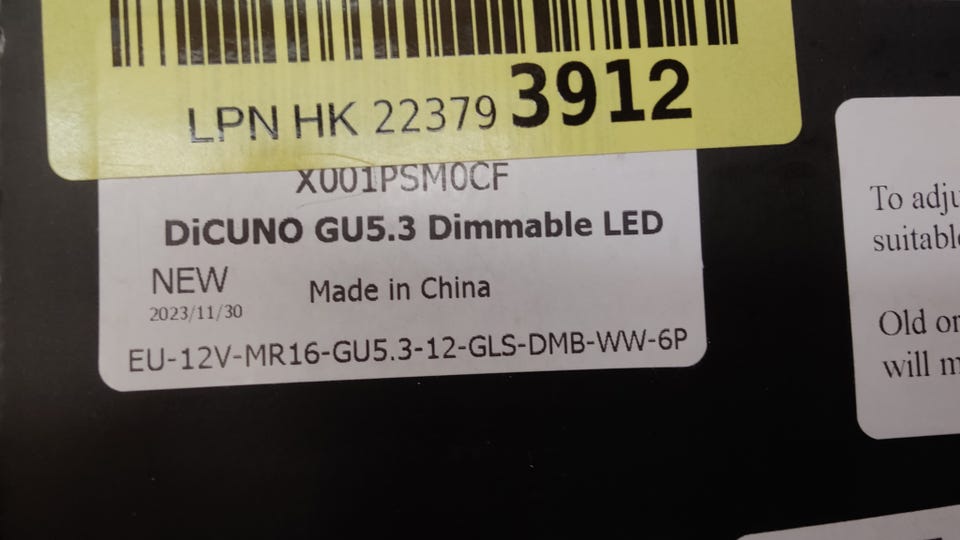 LPN HK 22379 3912
X001PSM0CF
DiCUNO GU5.3 Dimmable LED
NEW
Made in China
2023/11/30
EU-12V-MR16-GU5.3-12-GLS-DMB-WW-6P
To adju
suitabl
Old or
will m